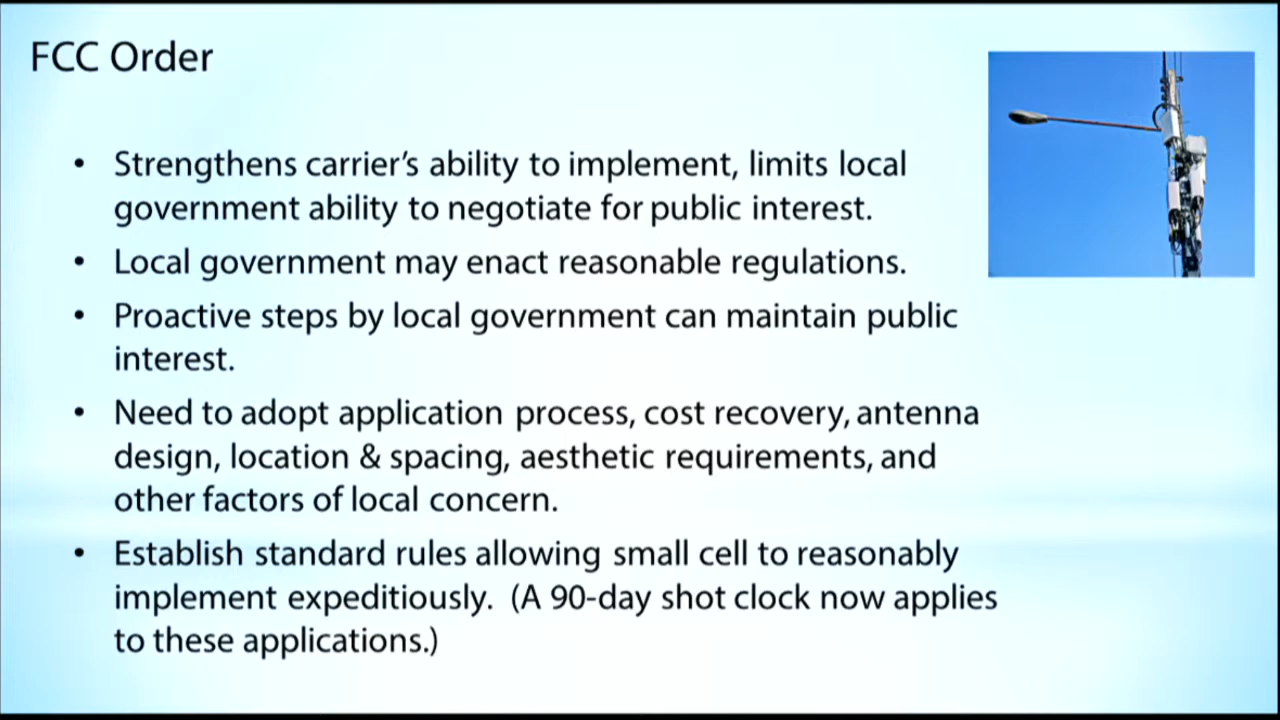 FCC Order
• Strengthens carrier's ability to implement, limits local
government ability to negotiate for public interest.
• Local government may enact reasonable regulations.
• Proactive steps by local government can maintain public
interest.
• Need to adopt application process, cost recovery, antenna
design, location & spacing, aesthetic requirements, and
other factors of local concern.
• Establish standard rules allowing small cell to reasonably
implement expeditiously.  (A 90-day shot clock now applies
to these applications.)